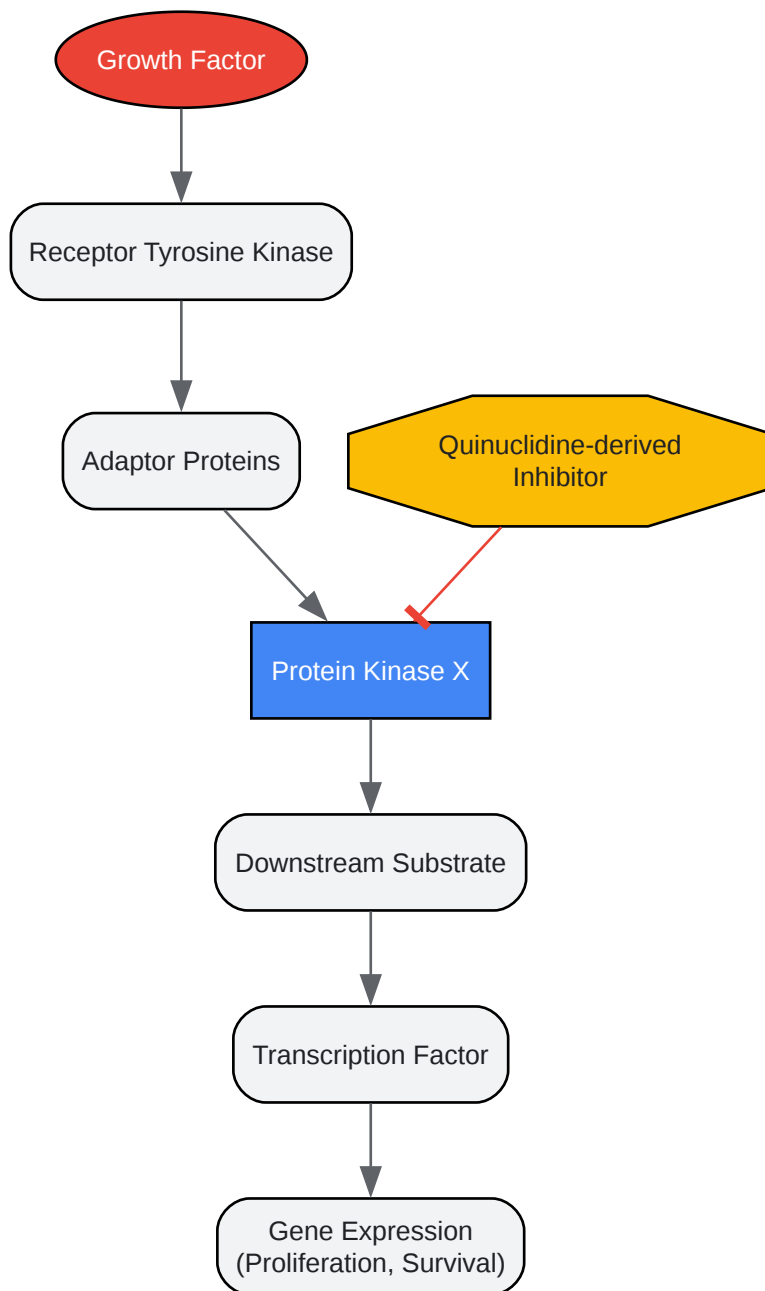 Growth Factor
Receptor Tyrosine Kinase
Adaptor Proteins
Quinuclidine-derived
Inhibitor
Protein Kinase X
Downstream Substrate
Transcription Factor
Gene Expression
(Proliferation, Survival)